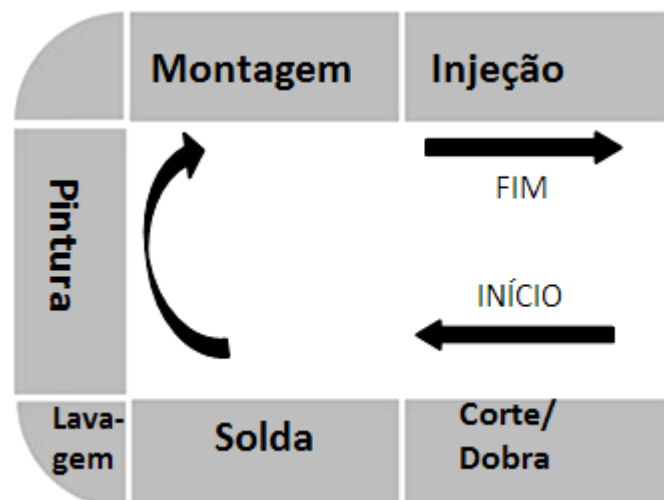 Montagem
Injeção
FIM
Pintura
INÍCIO
Lava-
gem
Solda
Corte/
Dobra